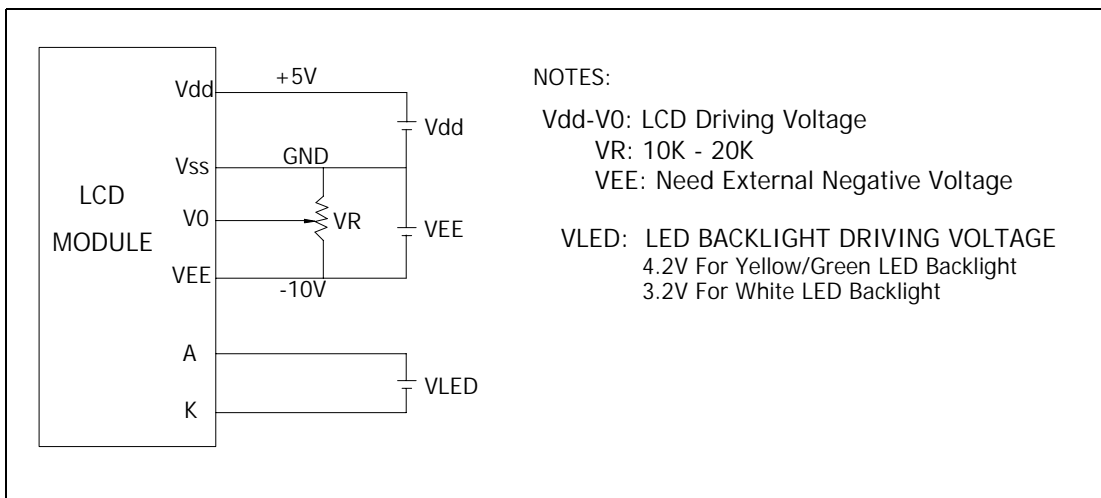 +5V
Vdd
Vdd
GND
Vss
LCD
MODULE
V0
VR
VEE
VEE
-10V
A
VLED
K
NOTES:
Vdd-V0: LCD Driving Voltage
VR: 10K - 20K
VEE: Need External Negative Voltage
VLED: LED BACKLIGHT DRIVING VOLTAGE
4.2V For Yellow/Green LED Backlight
3.2V For White LED Backlight